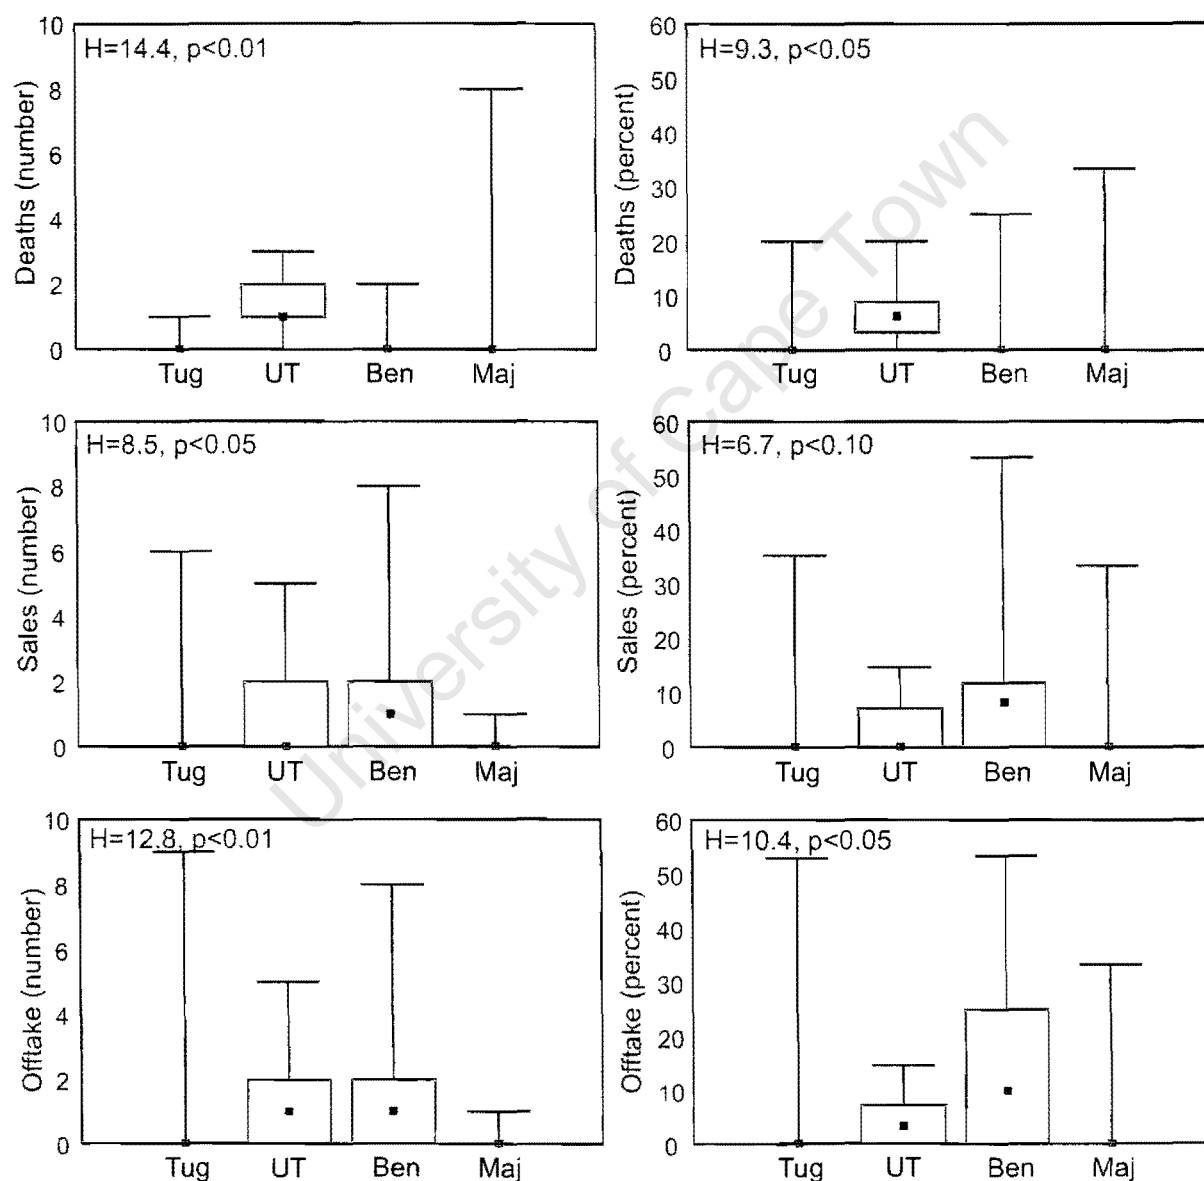 H=14.4, p<0.01
Deaths (number)
10
8
6
4
2
0
Tug UT Ben Maj
H=9.3, p<0.05
Deaths (percent)
60
50
40
30
20
10
0
Tug UT Ben Maj
H=8.5, p<0.05
Sales (number)
10
8
6
4
2
0
Tug UT Ben Maj
H=6.7, p<0.10
Sales (percent)
60
50
40
30
20
10
0
Tug UT Ben Maj
H=12.8, p<0.01
Offtake (number)
10
8
6
4
2
0
Tug UT Ben Maj
H=10.4, p<0.05
Offtake (percent)
60
50
40
30
20
10
0
Tug UT Ben Maj
University of Cape Town